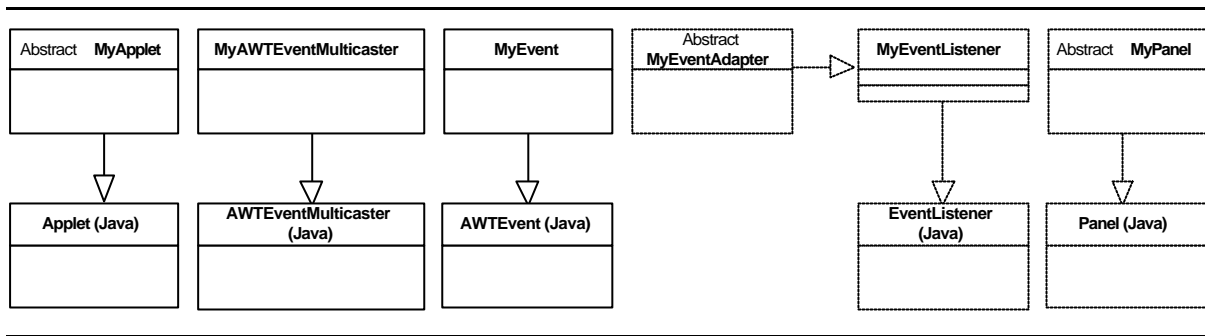 Abstract MyApplet
MyAWTEventMulticaster
MyEvent
Abstract
MyEventAdapter
MyEventListener
Abstract MyPanel
Applet (Java)
AWTEventMulticaster
(Java)
AWTEvent (Java)
EventListener
(Java)
Panel (Java)